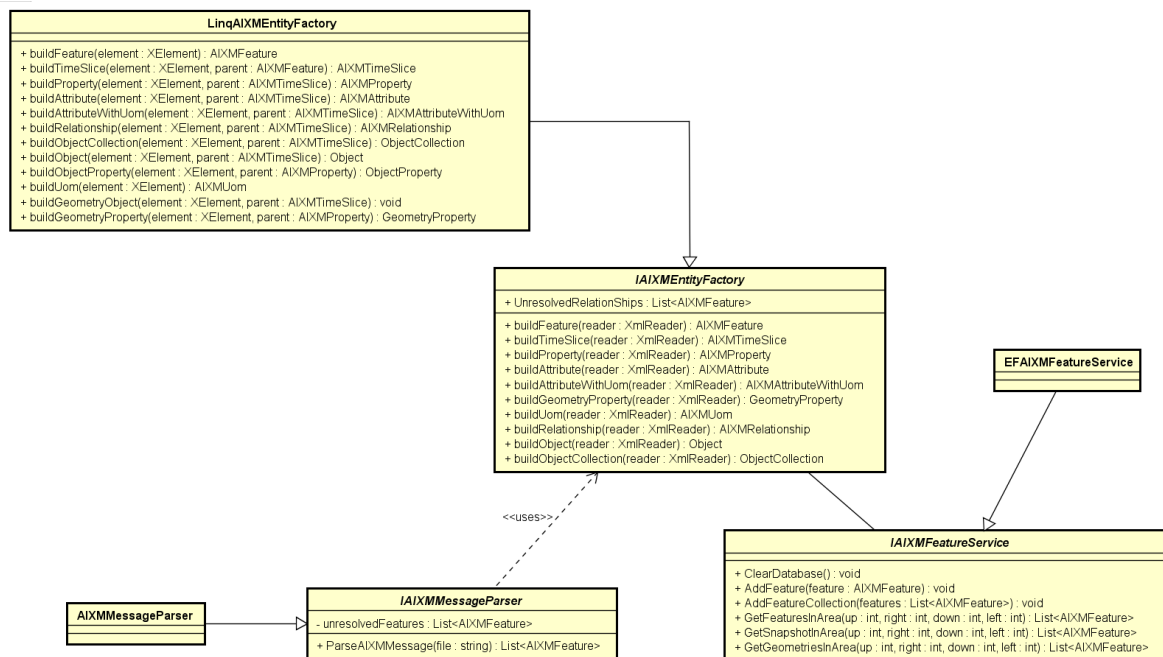 LinqAIXMEntityFactory
+ buildFeature(element : XElement) : AIXMFeature
+ buildTimeSlice(element : XElement, parent : AIXMFeature) : AIXMTimeSlice
+ buildProperty(element : XElement, parent : AIXMTimeSlice) : AIXMProperty
+ buildAttribute(element : XElement, parent : AIXMTimeSlice) : AIXMAttribute
+ buildAttributeWithUom(element : XElement, parent : AIXMTimeSlice) : AIXMAttributeWithUom
+ buildRelationship(element : XElement, parent : AIXMTimeSlice) : AIXMRelationship
+ buildObjectCollection(element : XElement, parent : AIXMTimeSlice) : ObjectCollection
+ buildObject(element : XElement, parent : AIXMTimeSlice) : Object
+ buildObjectProperty(element : XElement, parent : AIXMProperty) : ObjectProperty
+ buildUom(element : XElement) : AIXMUom
+ buildGeometryObject(element : XElement, parent : AIXMTimeSlice) : void
+ buildGeometryProperty(element : XElement, parent : AIXMProperty) : GeometryProperty
IAIXMEntityFactory
+ UnresolvedRelationShips : List<AIXMFeature>
+ buildFeature(reader : XmlReader) : AIXMFeature
+ buildTimeSlice(reader : XmlReader) : AIXMTimeSlice
+ buildProperty(reader : XmlReader) : AIXMProperty
+ buildAttribute(reader : XmlReader) : AIXMAttribute
+ buildAttributeWithUom(reader : XmlReader) : AIXMAttributeWithUom
+ buildGeometryProperty(reader : XmlReader) : GeometryProperty
+ buildUom(reader : XmlReader) : AIXMUom
+ buildRelationship(reader : XmlReader) : AIXMRelationship
+ buildObject(reader : XmlReader) : Object
+ buildObjectCollection(reader : XmlReader) : ObjectCollection
EFAIXMFeatureService
<<uses>>
IAIXMFeatureService
+ ClearDatabase() : void
+ AddFeature(feature : AIXMFeature) : void
+ AddFeatureCollection(features : List<AIXMFeature>) : void
+ GetFeaturesInArea(up : int, right : int, down : int, left : int) : List<AIXMFeature>
+ GetSnapshotInArea(up : int, right : int, down : int, left : int) : List<AIXMFeature>
+ GetGeometriesInArea(up : int, right : int, down : int, left : int) : List<AIXMFeature>
AIXMMessageParser
IAIXMMessageParser
- unresolvedFeatures : List<AIXMFeature>
+ ParseAIXMMessage(file : string) : List<AIXMFeature>